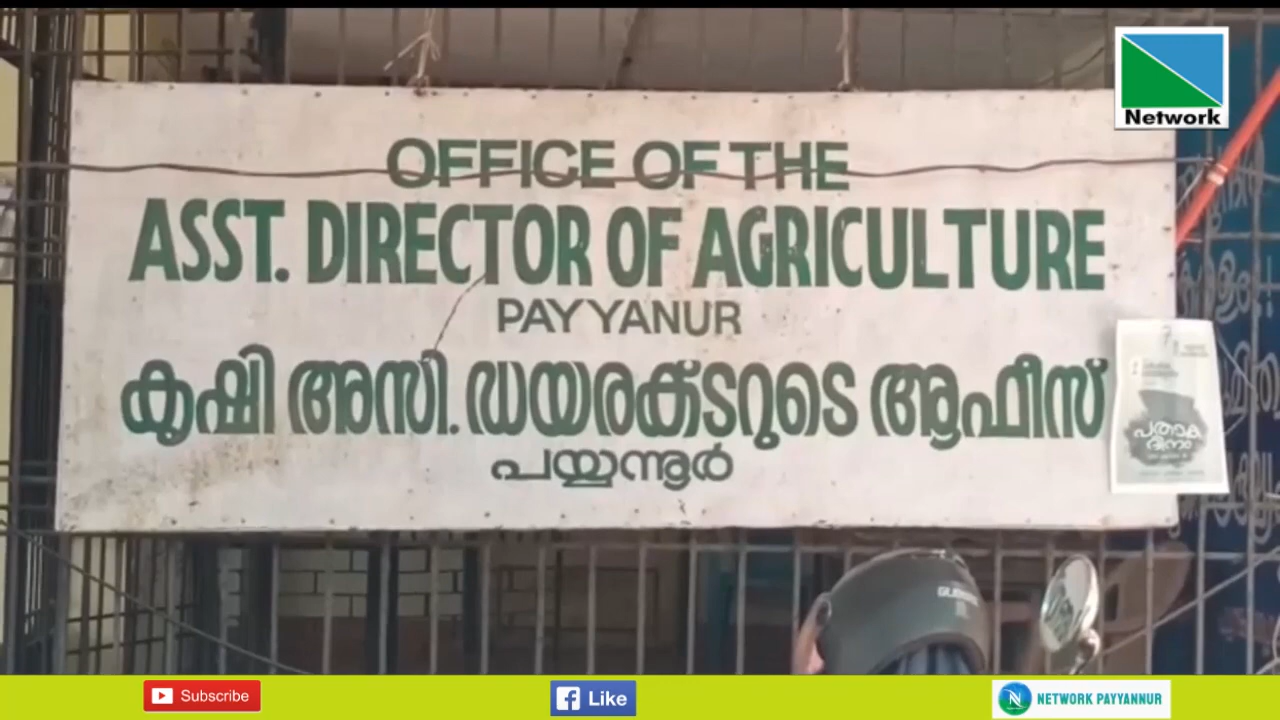 Network
OFFICE OF THE
ASST. DIRECTOR OF AGRICULTURE
PAYYANUR
കൃഷി അസി. ഡയരക്ടറുടെ ആഫീസ്
പയ്യന്നൂർ
പതാക
ദിനം
Subscribe
Like
NETWORK PAYYANNUR